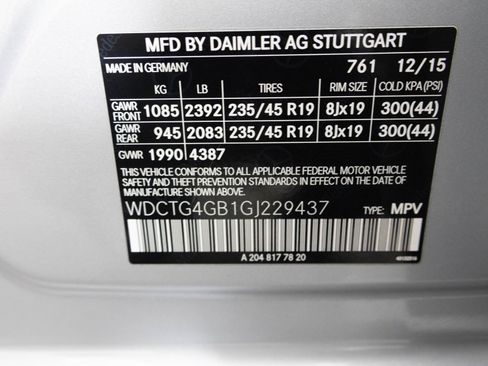 MFD BY DAIMLER AG STUTTGART
MADE IN GERMANY 761 12/15
KG LB TIRES RIM SIZE COLD KPA (PSI)
GAWR FRONT 1085 2392 235/45 R19 8Jx19 300(44)
GAWR REAR 945 2083 235/45 R19 8Jx19 300(44)
GVWR 1990 4387
THIS VEHICLE CONFORMS TO ALL APPLICABLE FEDERAL MOTOR VEHICLE
SAFETY STANDARDS IN EFFECT ON THE DATE
OF MANUFACTURE SHOWN ABOVE.
WDCTG4GB1GJ229437 TYPE: MPV
A 204 817 78 20